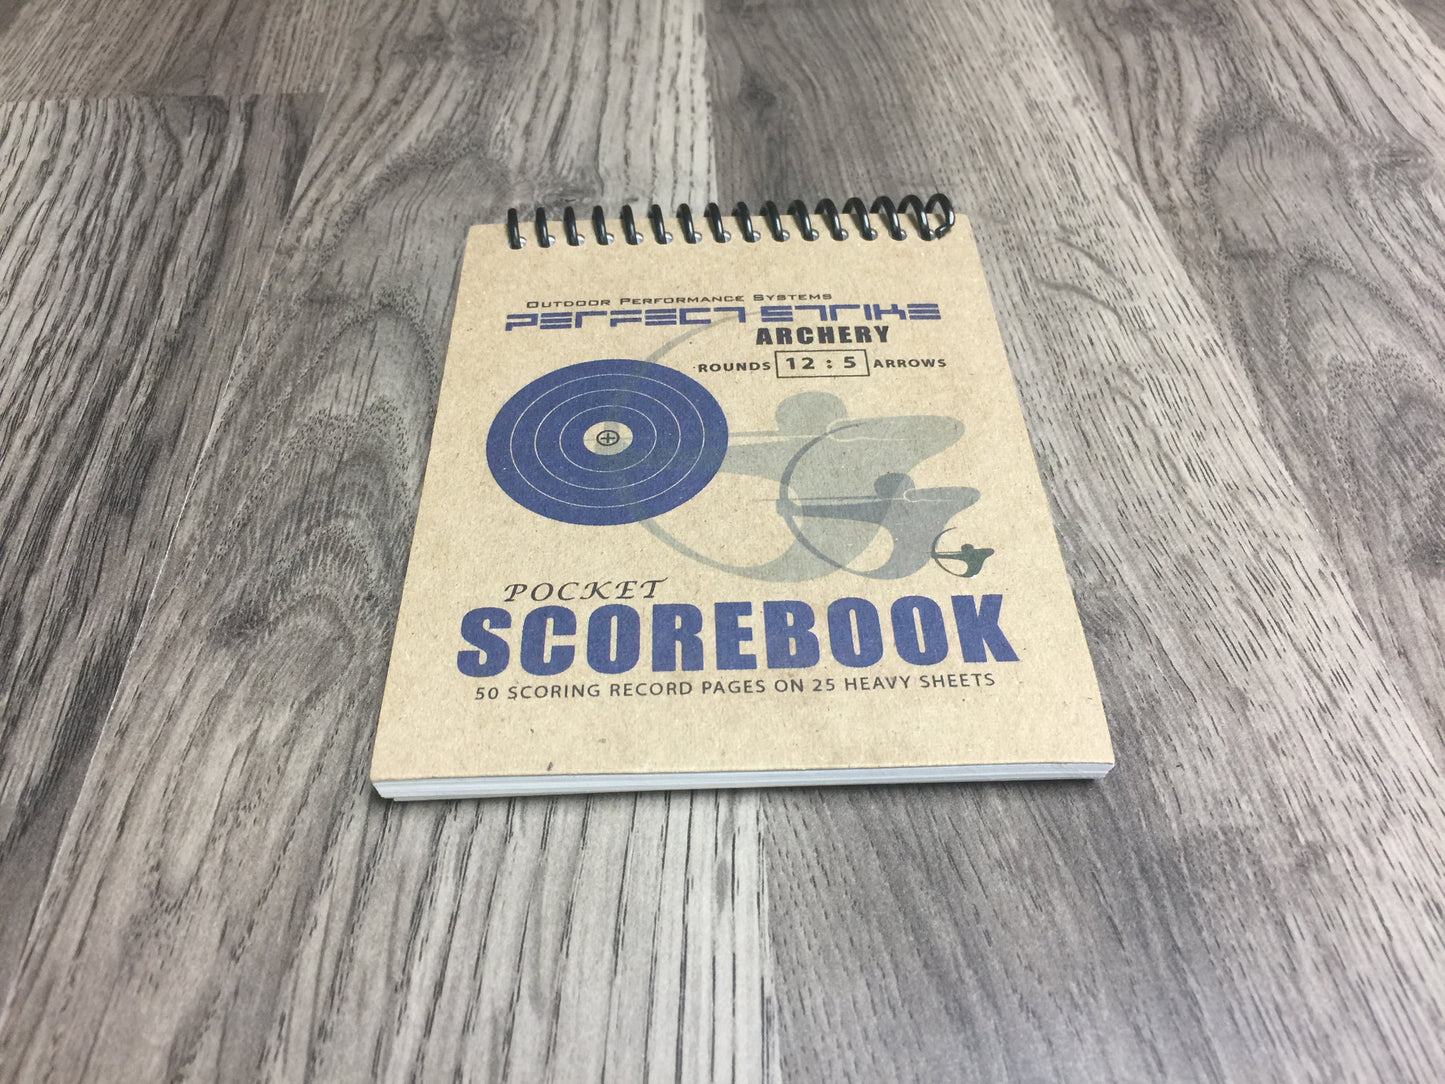 Outdoor Performance Systems
PERFECT STRIKE
ARCHERY
ROUNDS 12 : 5 ARROWS
POCKET
SCOREBOOK
50 SCORING RECORD PAGES ON 25 HEAVY SHEETS